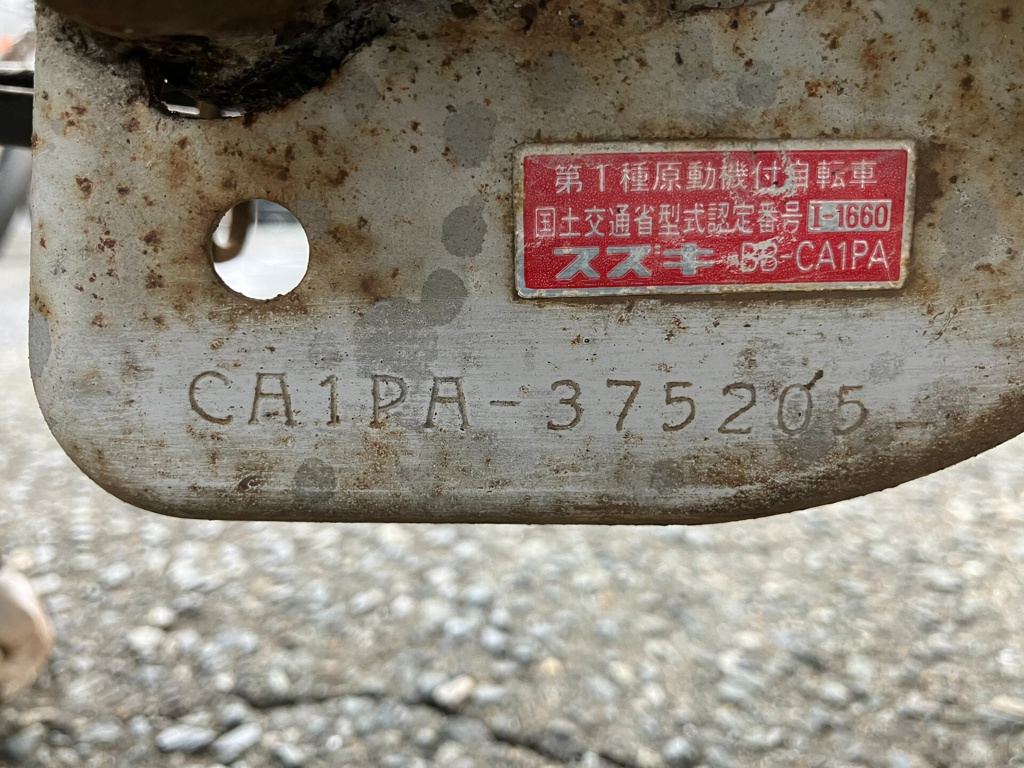 第1種原動機付自転車
国土交通省型式認定番号 I-1660
スズキ BB-CA1PA
CA1PA-375205